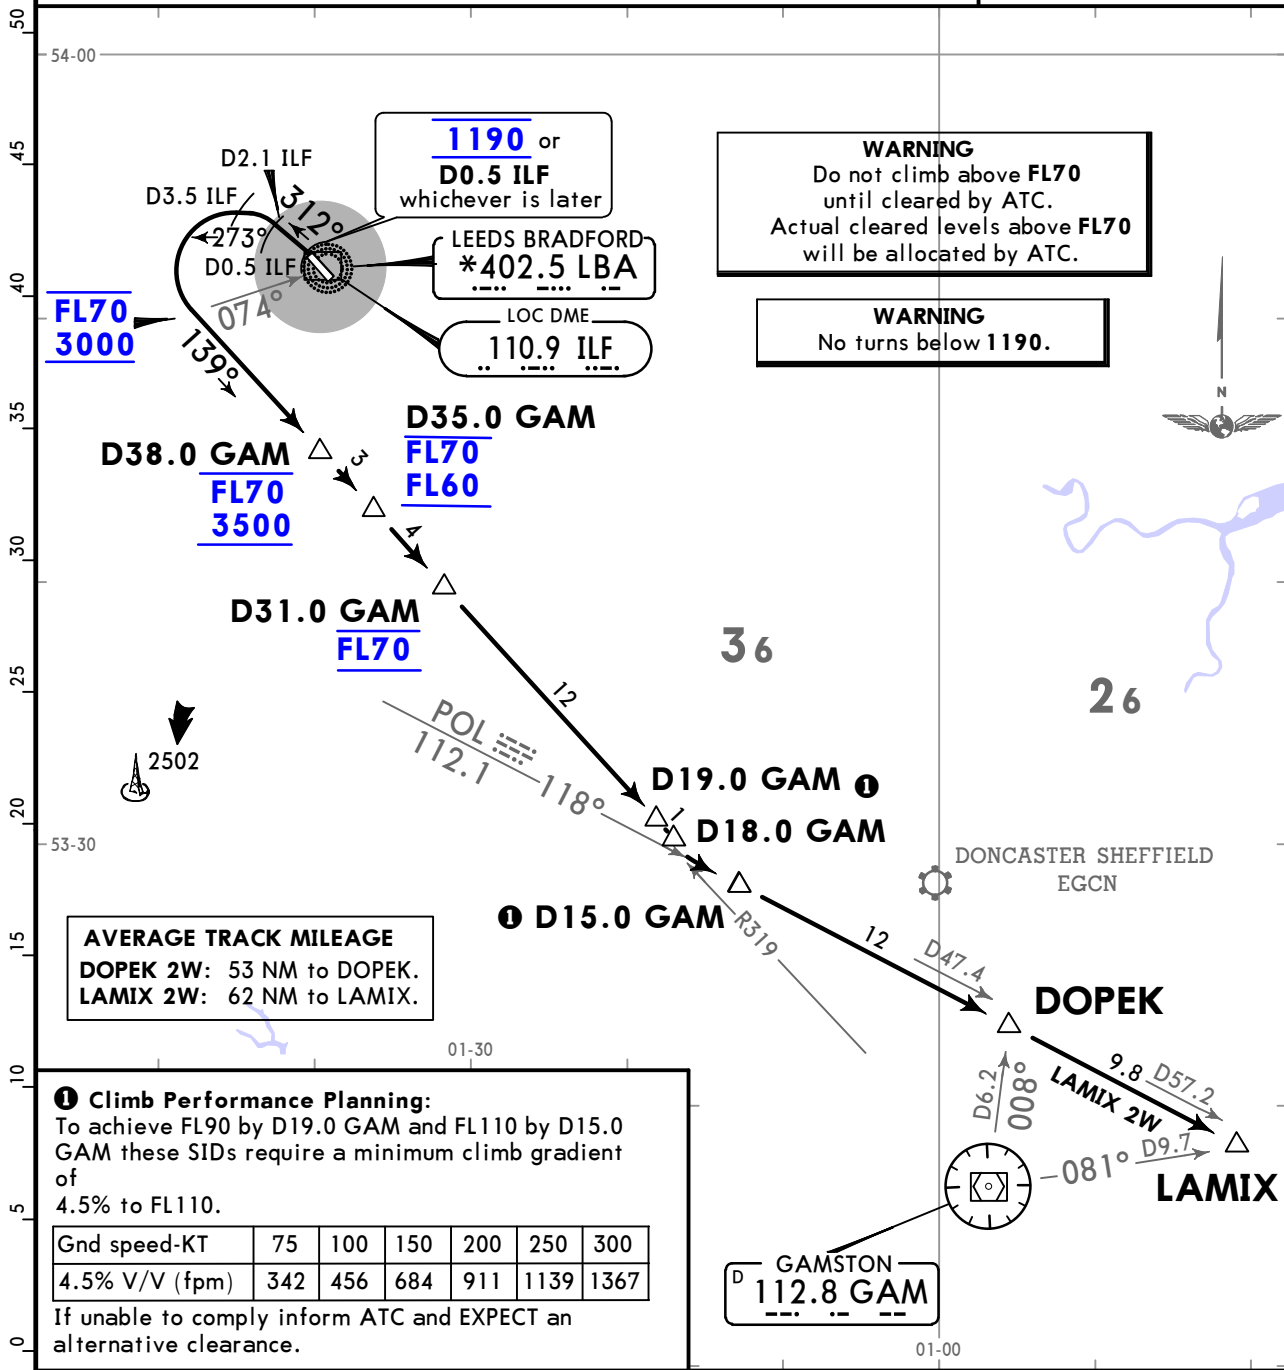 50
45
40
35
30
25
20
15
10
5
0
54-00
1190 or
D0.5 ILF
whichever is later
D2.1 ILF
D3.5 ILF
312°
273°
D0.5 ILF
074°
LEEDS BRADFORD
*402.5 LBA
LOC DME
110.9 ILF
WARNING
Do not climb above FL70
until cleared by ATC.
Actual cleared levels above FL70
will be allocated by ATC.
WARNING
No turns below 1190.
N
FL70
3000
139°
D38.0 GAM
FL70
3500
3
D35.0 GAM
FL70
FL60
4
D31.0 GAM
FL70
36
26
12
2502
POL
112.1
118°
D19.0 GAM ❶
1
D18.0 GAM
53-30
DONCASTER SHEFFIELD
EGCN
❶ D15.0 GAM
R319
12
D47.4
DOPEK
AVERAGE TRACK MILEAGE
DOPEK 2W: 53 NM to DOPEK.
LAMIX 2W: 62 NM to LAMIX.
01-30
9.8 D57.2
LAMIX 2W
D6.2
008°
081° D9.7
LAMIX
D
GAMSTON
112.8 GAM
01-00
❶ Climb Performance Planning:
To achieve FL90 by D19.0 GAM and FL110 by D15.0
GAM these SIDs require a minimum climb gradient
of
4.5% to FL110.
Gnd speed-KT 75 100 150 200 250 300
4.5% V/V (fpm) 342 456 684 911 1139 1367
If unable to comply inform ATC and EXPECT an
alternative clearance.